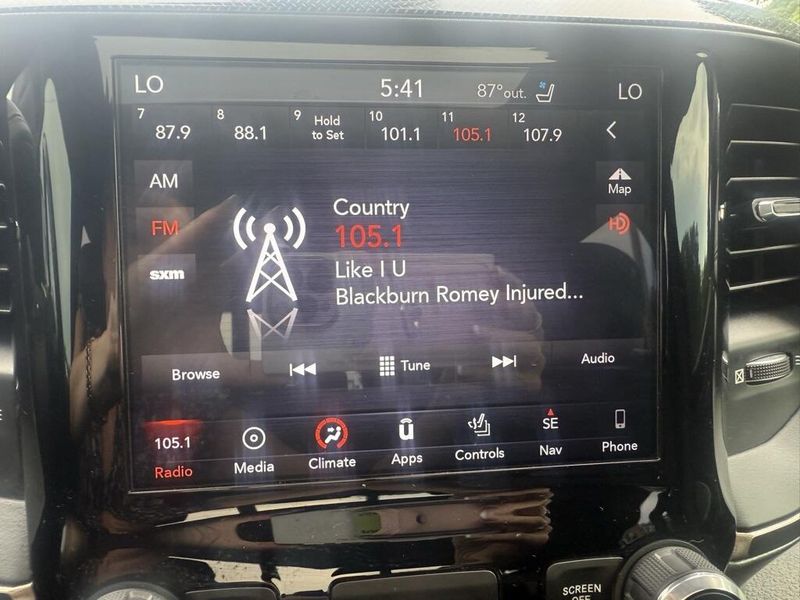 LO 5:41 87°out. LO
7 87.9 8 88.1 9 Hold to Set 10 101.1 11 105.1 12 107.9
AM
FM
sxm
Map
HD
Country
105.1
Like I U
Blackburn Romey Injured...
Browse Tune Audio
105.1 SE
Radio Media Climate Apps Controls Nav Phone
SCREEN
OFF